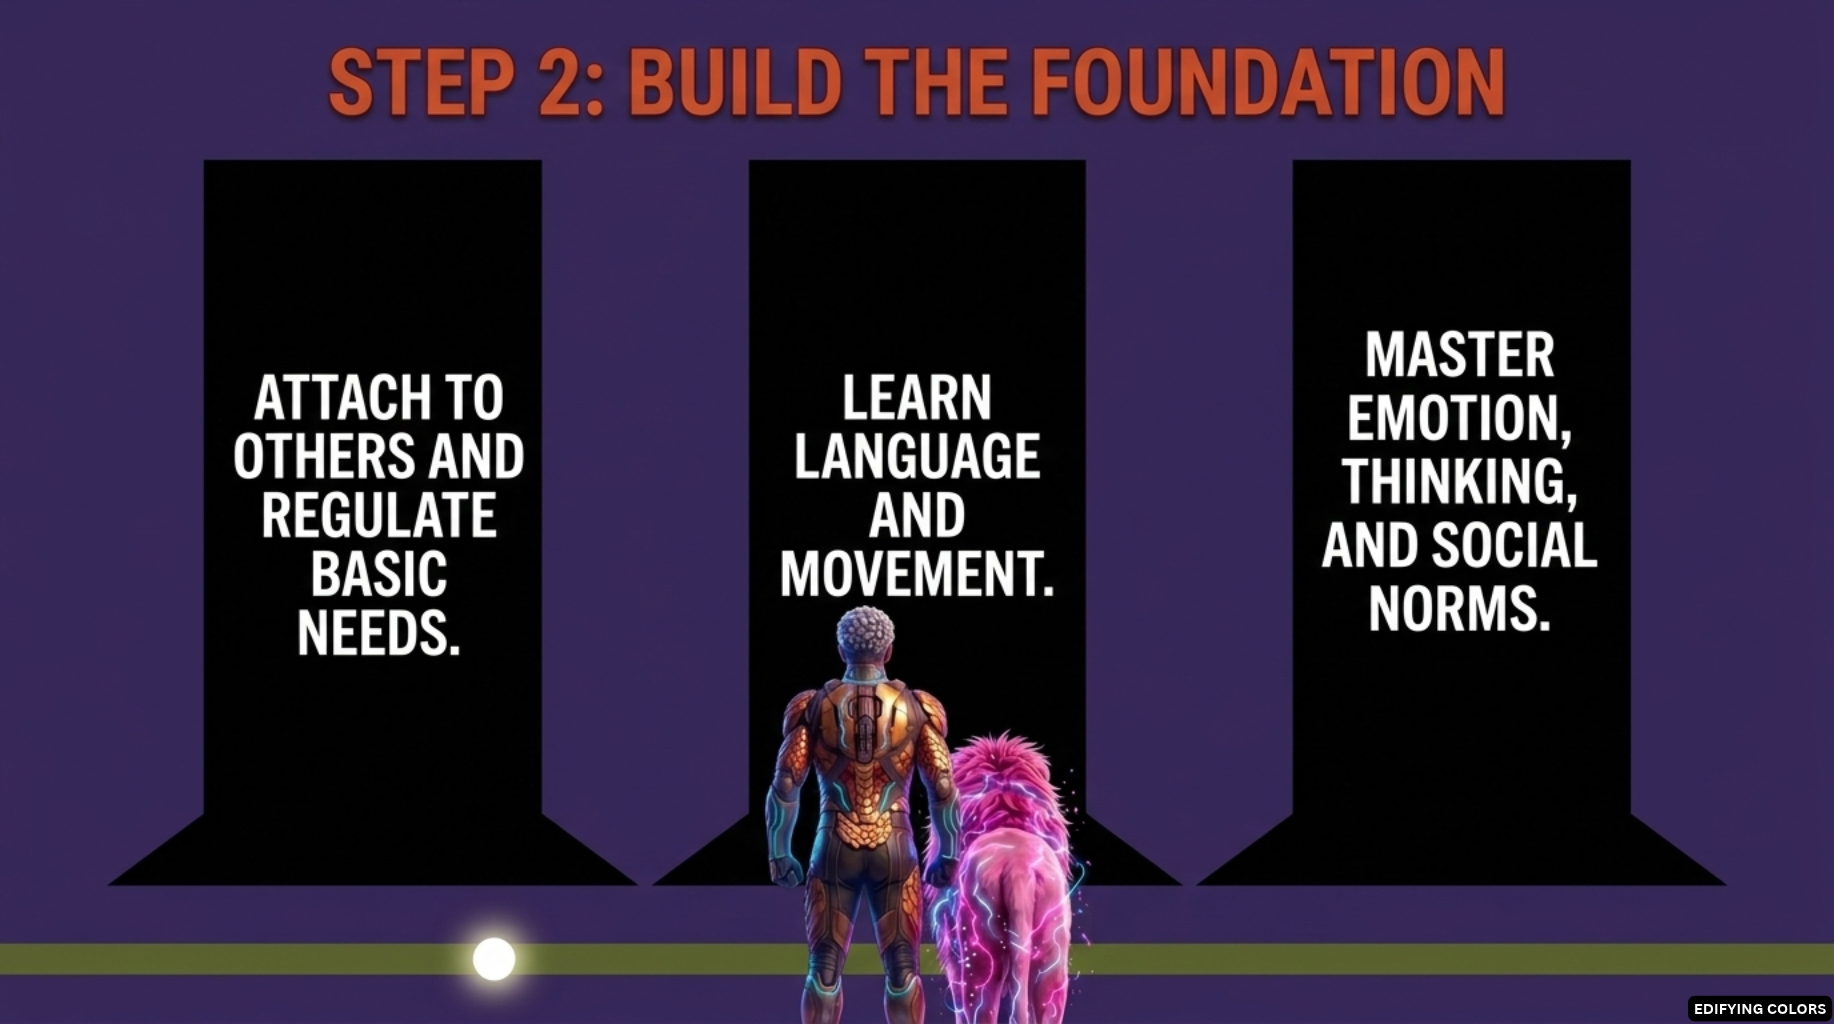 STEP 2: BUILD THE FOUNDATION
ATTACH TO
OTHERS AND
REGULATE
BASIC
NEEDS.
LEARN
LANGUAGE
AND
MOVEMENT.
MASTER
EMOTION,
THINKING,
AND SOCIAL
NORMS.
EDIFYING COLORS